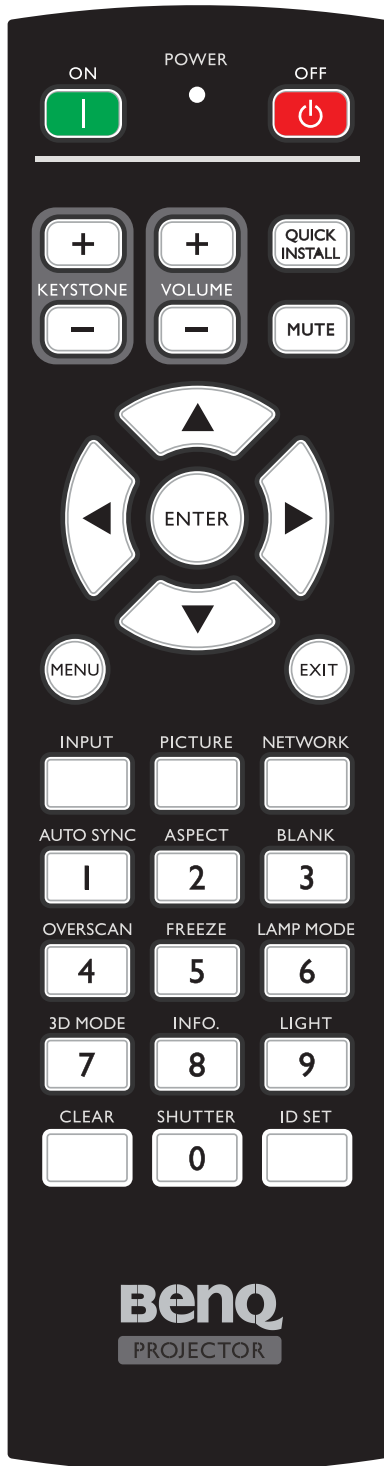 POWER
ON OFF
+ + QUICK
INSTALL
KEYSTONE VOLUME
− − MUTE
ENTER
MENU EXIT
INPUT PICTURE NETWORK
AUTO SYNC ASPECT BLANK
1 2 3
OVERSCAN FREEZE LAMP MODE
4 5 6
3D MODE INFO. LIGHT
7 8 9
CLEAR SHUTTER ID SET
0
BenQ
PROJECTOR